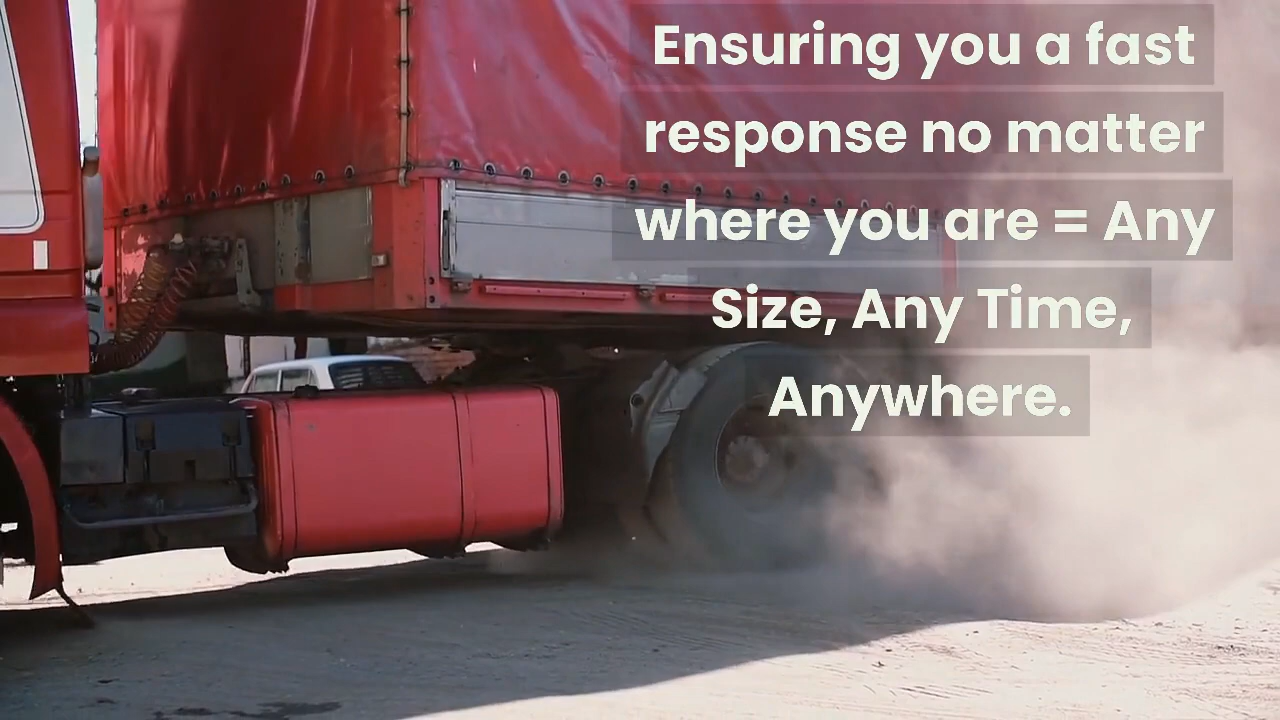 Ensuring you a fast
response no matter
where you are = Any
Size, Any Time,
Anywhere.